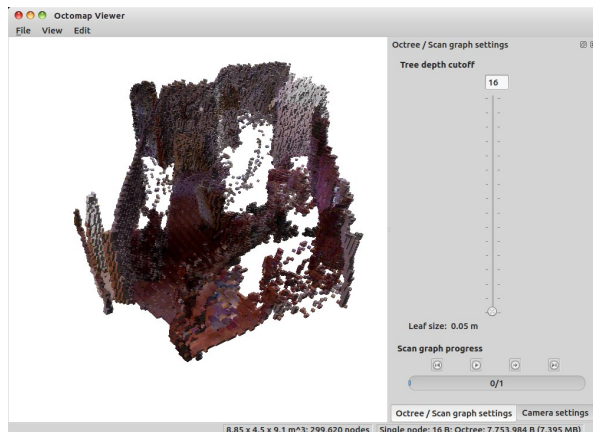 Octomap Viewer
File View Edit
Octree / Scan graph settings
Tree depth cutoff
16
Leaf size: 0.05 m
Scan graph progress
0/1
Octree / Scan graph settings Camera settings
8.85 x 4.5 x 9.1 m^3; 299,620 nodes Single node: 16 B; Octree: 7,753,984 B (7.395 MB)